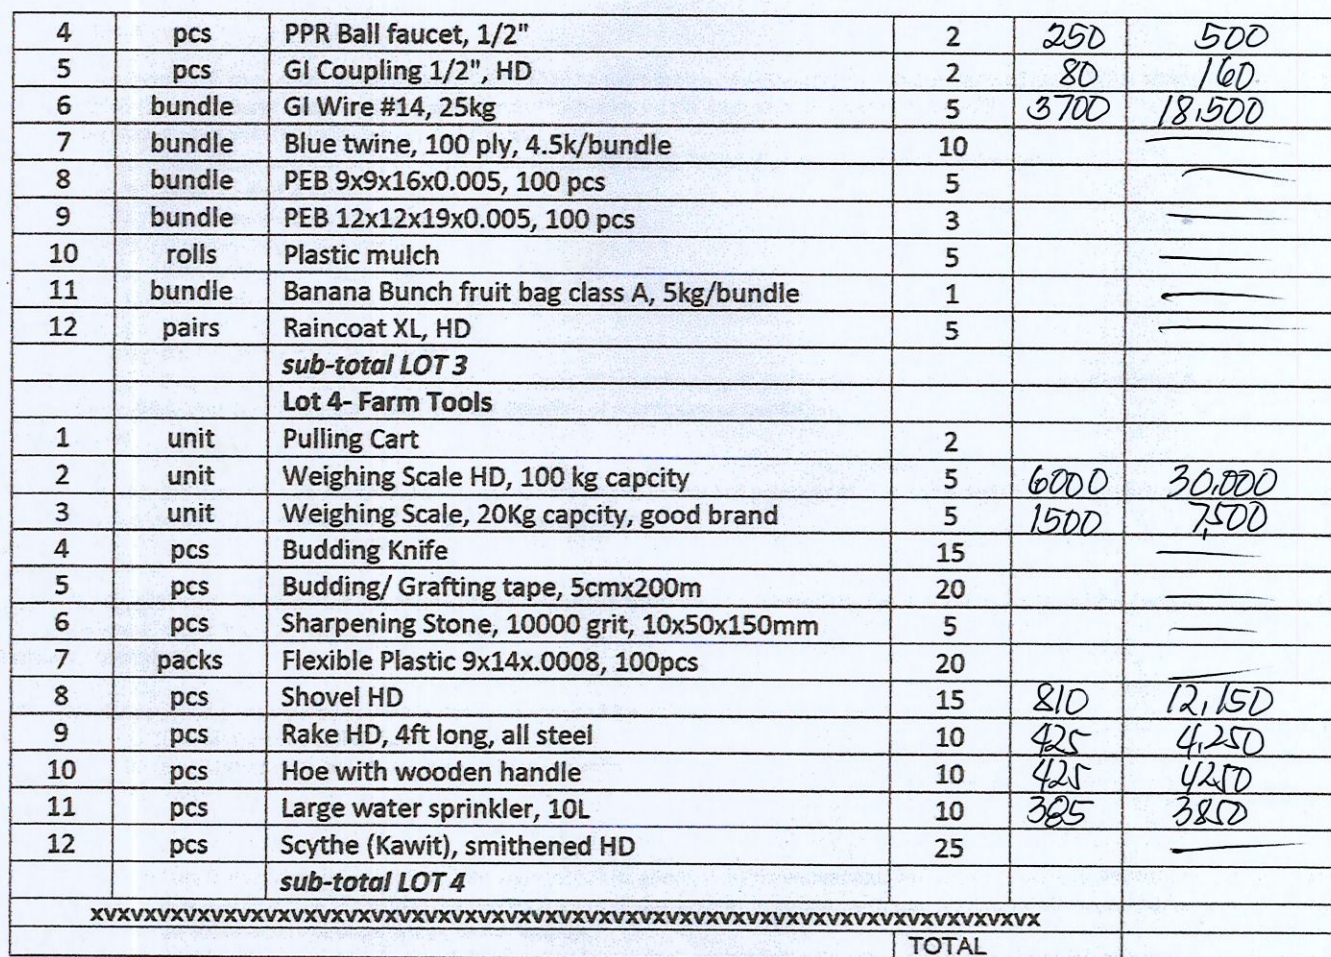 4 pcs PPR Ball faucet, 1/2" 2 250 500
5 pcs GI Coupling 1/2", HD 2 80 160
6 bundle GI Wire #14, 25kg 5 3700 18,500
7 bundle Blue twine, 100 ply, 4.5k/bundle 10 —
8 bundle PEB 9x9x16x0.005, 100 pcs 5 —
9 bundle PEB 12x12x19x0.005, 100 pcs 3 —
10 rolls Plastic mulch 5 —
11 bundle Banana Bunch fruit bag class A, 5kg/bundle 1 —
12 pairs Raincoat XL, HD 5 —
sub-total LOT 3
Lot 4- Farm Tools
1 unit Pulling Cart 2
2 unit Weighing Scale HD, 100 kg capcity 5 6000 30,000
3 unit Weighing Scale, 20Kg capcity, good brand 5 1500 7,500
4 pcs Budding Knife 15 —
5 pcs Budding/ Grafting tape, 5cmx200m 20 —
6 pcs Sharpening Stone, 10000 grit, 10x50x150mm 5 —
7 packs Flexible Plastic 9x14x.0008, 100pcs 20 —
8 pcs Shovel HD 15 810 12,150
9 pcs Rake HD, 4ft long, all steel 10 425 4,250
10 pcs Hoe with wooden handle 10 425 4250
11 pcs Large water sprinkler, 10L 10 385 3850
12 pcs Scythe (Kawit), smithened HD 25 —
sub-total LOT 4
xvxvxvxvxvxvxvxvxvxvxvxvxvxvxvxvxvxvxvxvxvxvxvxvxvxvxvxvxvxvxvxvxvxvxvx
TOTAL